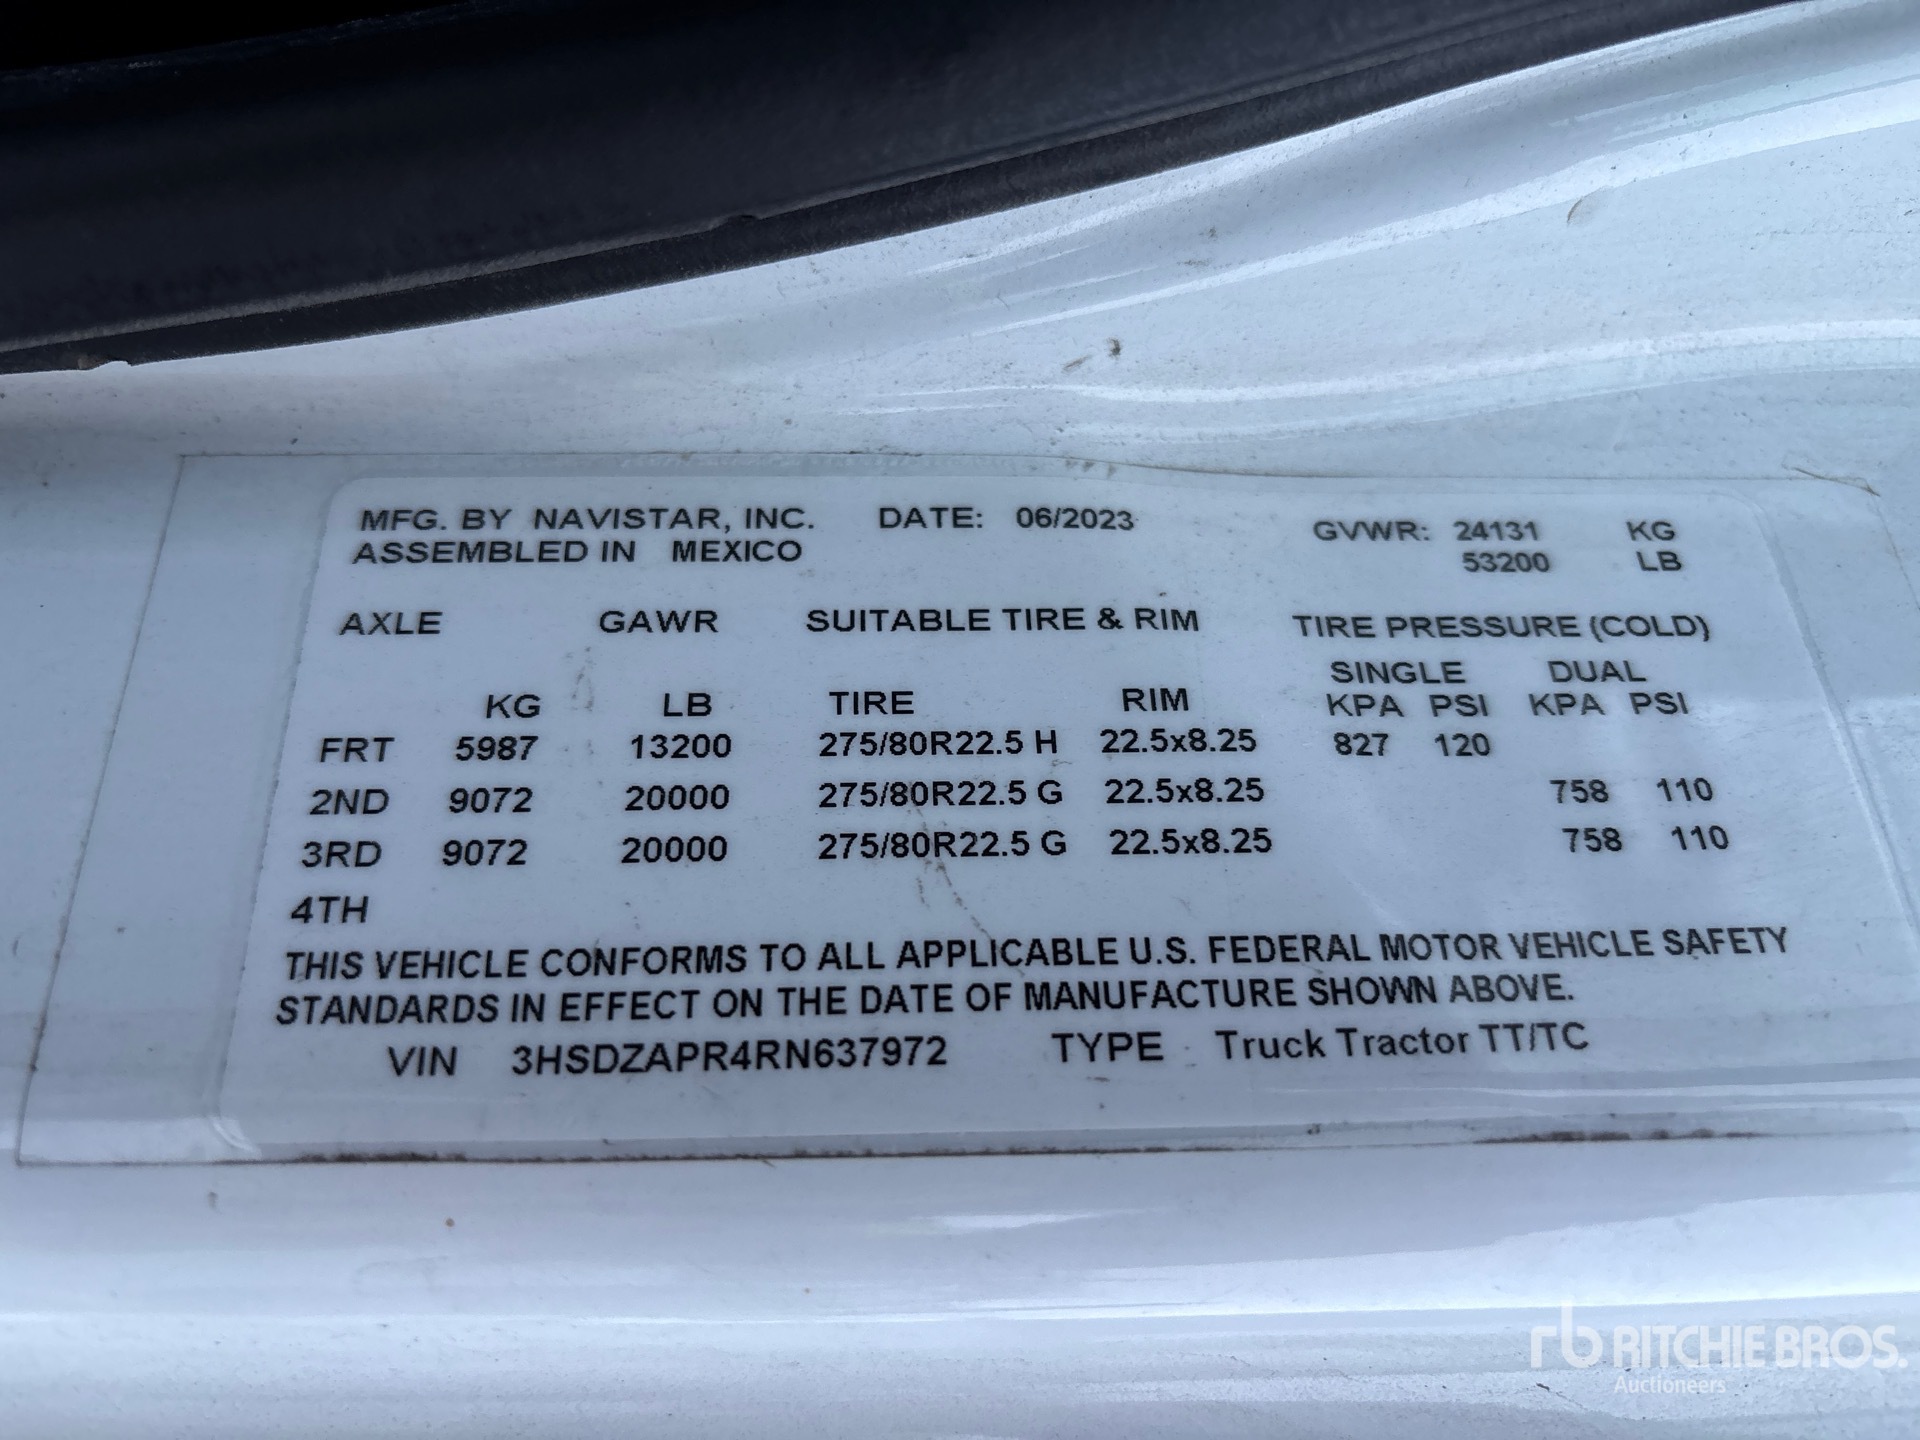 MFG. BY NAVISTAR, INC. DATE: 06/2023 GVWR: 24131 KG
ASSEMBLED IN MEXICO 53200 LB
AXLE GAWR SUITABLE TIRE & RIM TIRE PRESSURE (COLD)
SINGLE DUAL
KG LB TIRE RIM KPA PSI KPA PSI
FRT 5987 13200 275/80R22.5 H 22.5x8.25 827 120
2ND 9072 20000 275/80R22.5 G 22.5x8.25 758 110
3RD 9072 20000 275/80R22.5 G 22.5x8.25 758 110
4TH
THIS VEHICLE CONFORMS TO ALL APPLICABLE U.S. FEDERAL MOTOR VEHICLE SAFETY
STANDARDS IN EFFECT ON THE DATE OF MANUFACTURE SHOWN ABOVE.
VIN 3HSDZAPR4RN637972 TYPE Truck Tractor TT/TC
rb RITCHIE BROS.
Auctioneers